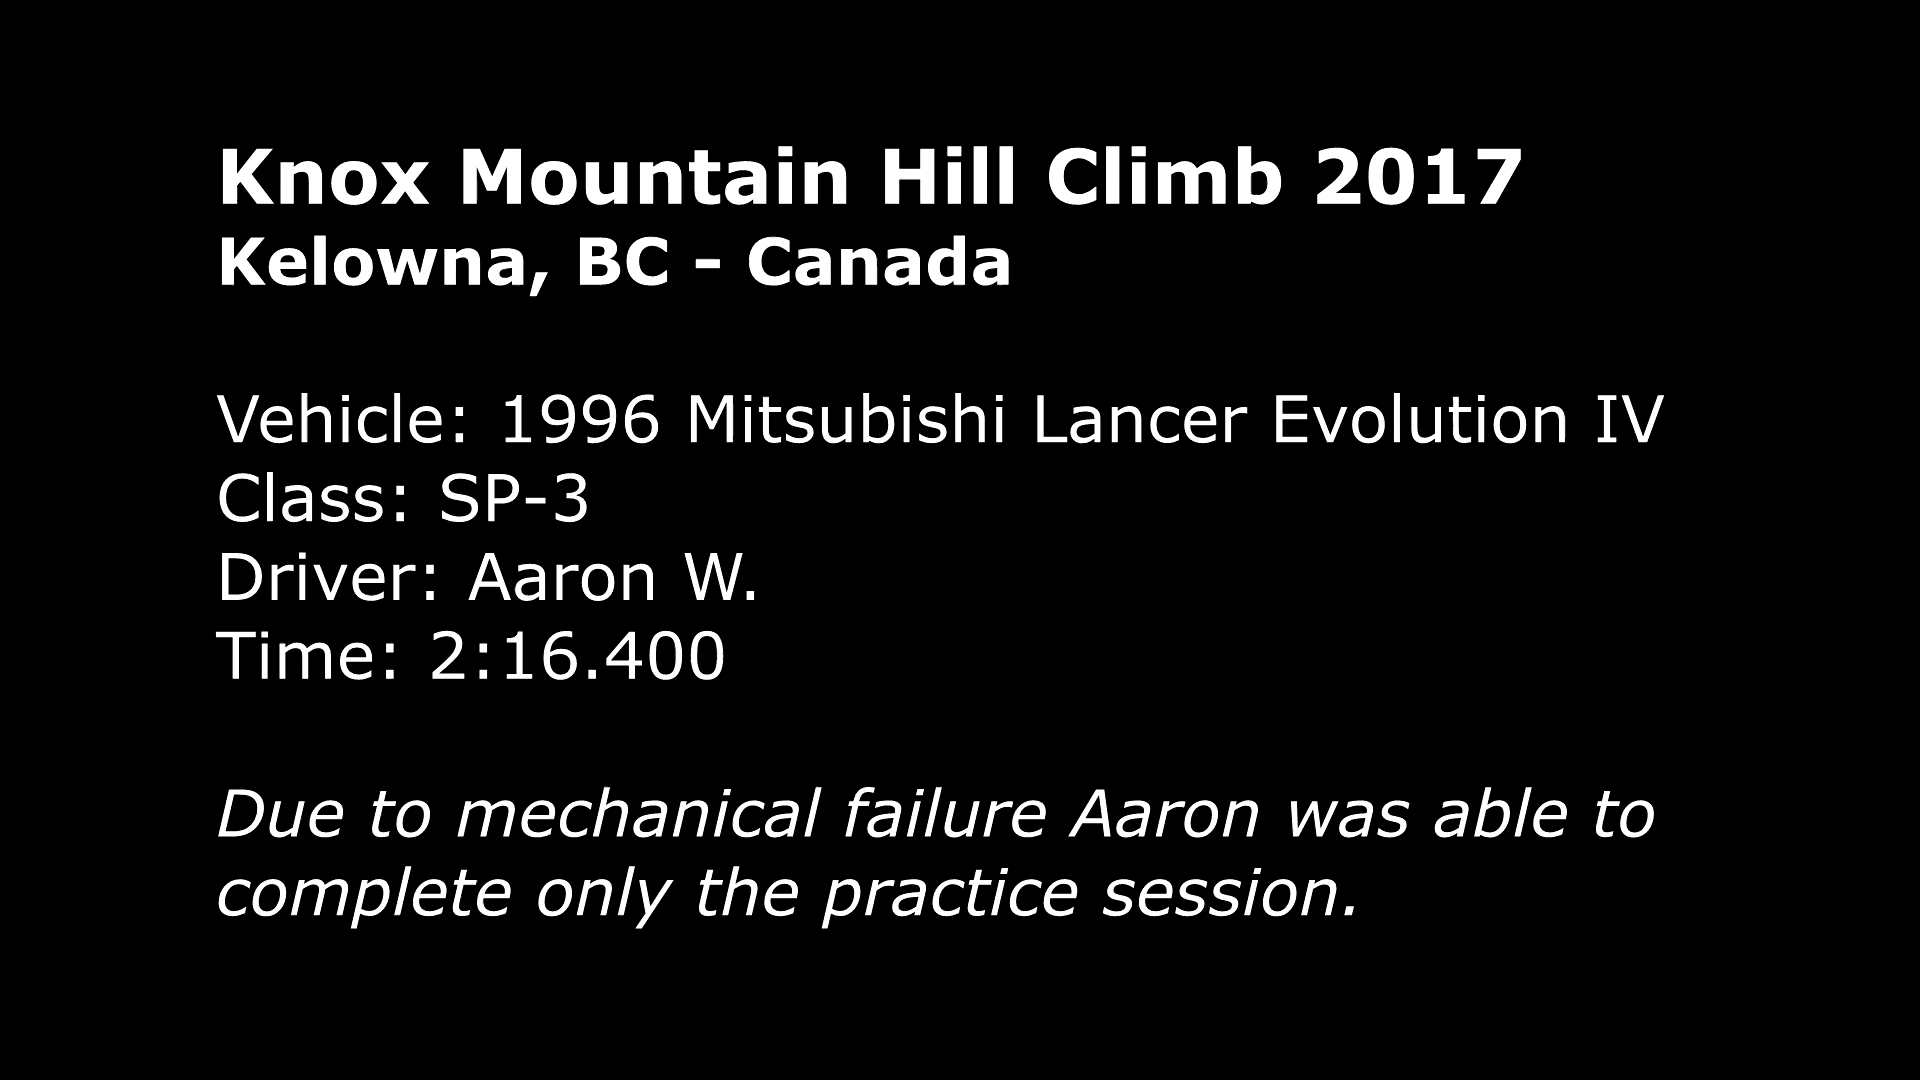 Knox Mountain Hill Climb 2017
Kelowna, BC - Canada
Vehicle: 1996 Mitsubishi Lancer Evolution IV
Class: SP-3
Driver: Aaron W.
Time: 2:16.400
Due to mechanical failure Aaron was able to
complete only the practice session.